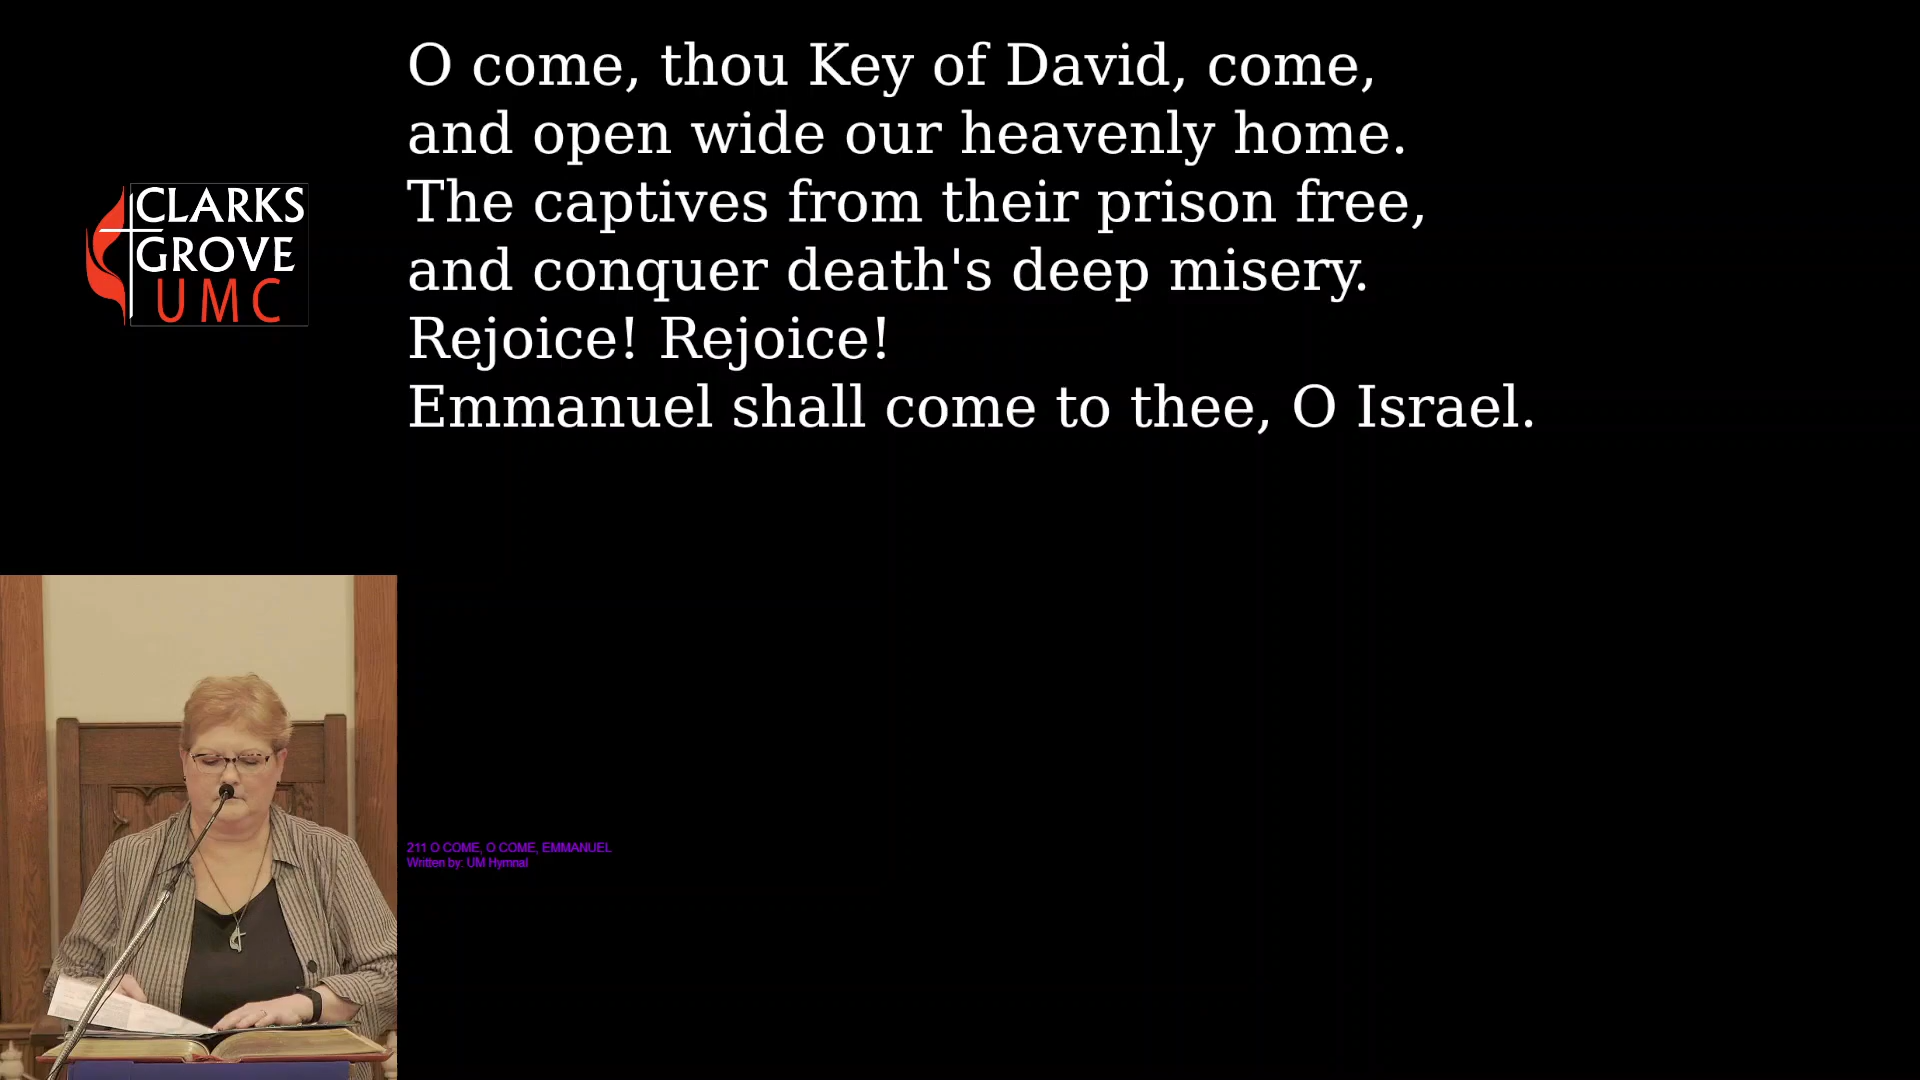 CLARKS
GROVE
UMC
O come, thou Key of David, come,
and open wide our heavenly home.
The captives from their prison free,
and conquer death's deep misery.
Rejoice! Rejoice!
Emmanuel shall come to thee, O Israel.
211 O COME, O COME, EMMANUEL
Written by: UM Hymnal